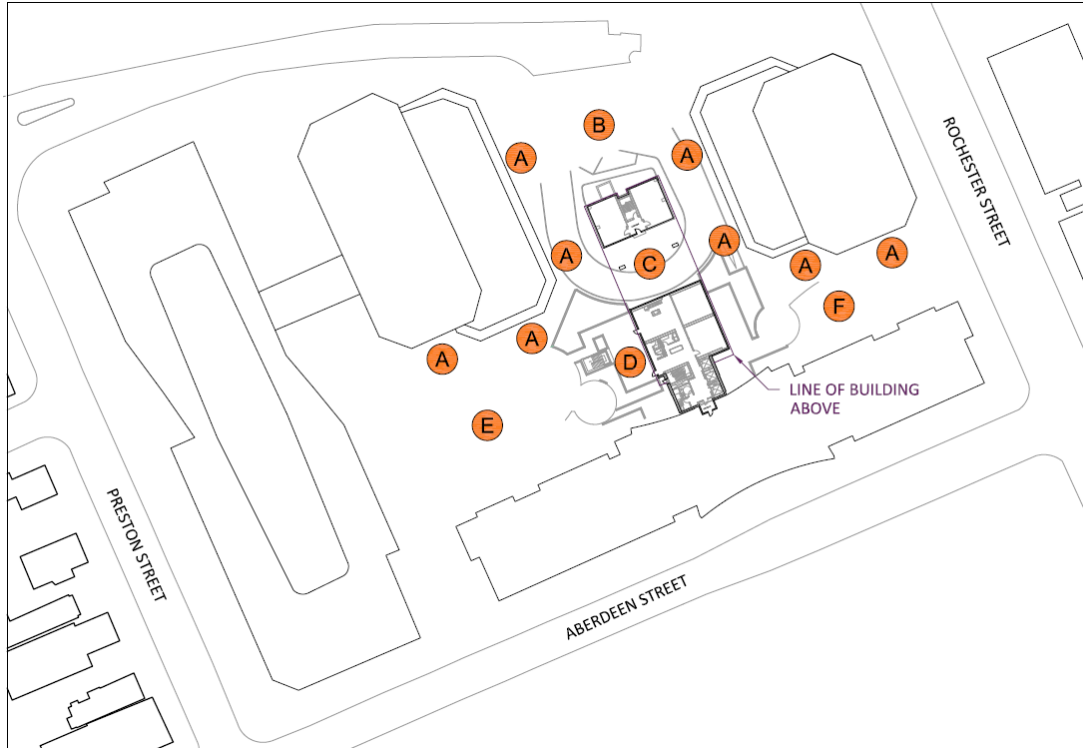 B
A
A
ROCHESTER STREET
A
A
C
A
A
F
A
A
D
LINE OF BUILDING
ABOVE
E
PRESTON STREET
ABERDEEN STREET